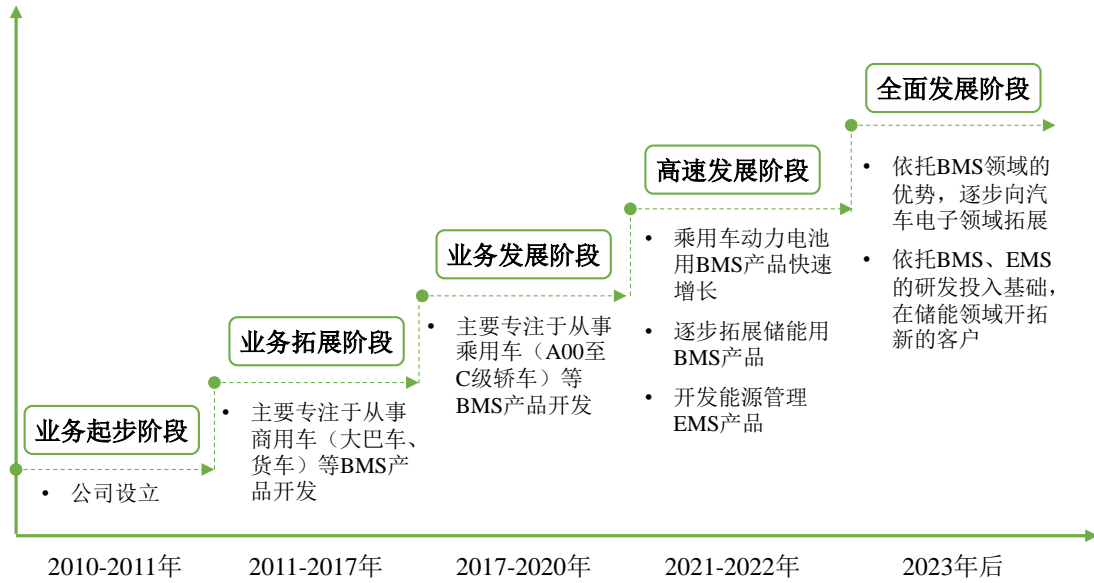 业务起步阶段
• 公司设立
2010-2011年
业务拓展阶段
• 主要专注于从事
商用车（大巴车、
货车）等BMS产
品开发
2011-2017年
业务发展阶段
• 主要专注于从事
乘用车（A00至
C级轿车）等
BMS产品开发
2017-2020年
高速发展阶段
• 乘用车动力电池
用BMS产品快速
增长
• 逐步拓展储能用
BMS产品
• 开发能源管理
EMS产品
2021-2022年
全面发展阶段
• 依托BMS领域的
优势，逐步向汽
车电子领域拓展
• 依托BMS、EMS
的研发投入基础，
在储能领域开拓
新的客户
2023年后